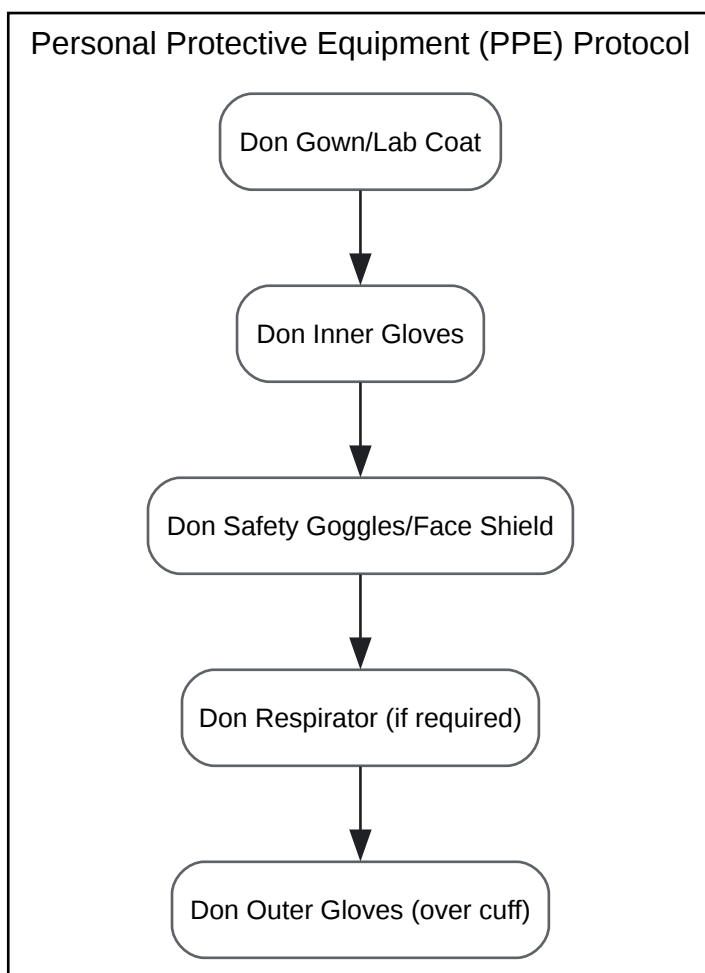 Personal Protective Equipment (PPE) Protocol
Don Gown/Lab Coat
Don Inner Gloves
Don Safety Goggles/Face Shield
Don Respirator (if required)
Don Outer Gloves (over cuff)